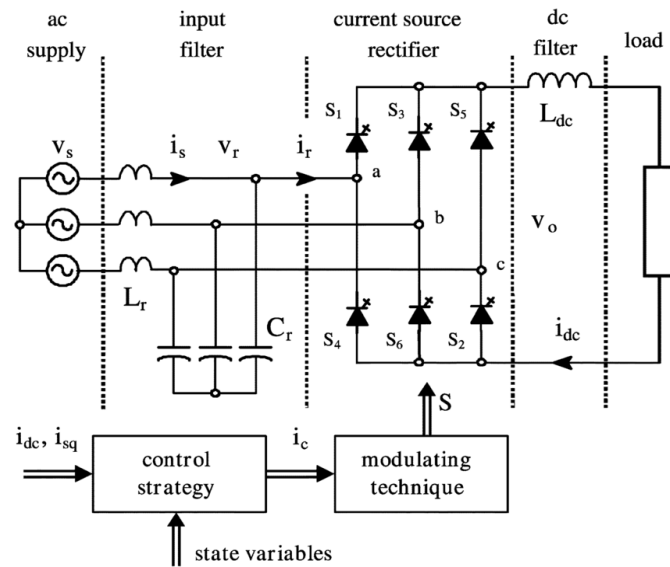 ac supply
input filter
current source rectifier
dc filter
load
v_s
i_s
v_r
i_r
S_1
S_3
S_5
L_dc
a
b
c
v_o
L_r
C_r
S_4
S_6
S_2
i_dc
S
i_dc, i_sq
control strategy
i_c
modulating technique
state variables